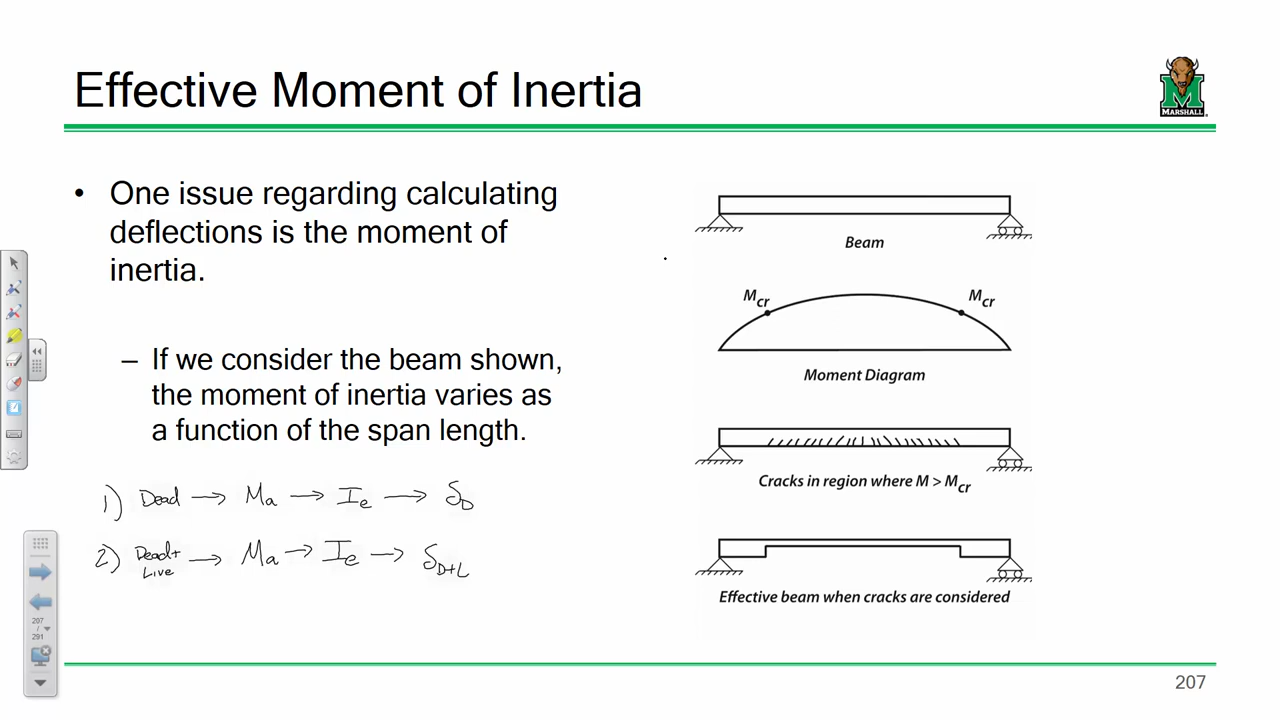 Effective Moment of Inertia
MARSHALL
• One issue regarding calculating
deflections is the moment of
inertia.
– If we consider the beam shown,
the moment of inertia varies as
a function of the span length.
1) Dead → Ma → Ie → δD
2) Dead+ Live → Ma → Ie → δD+L
Beam
Mcr Mcr
Moment Diagram
Cracks in region where M > Mcr
Effective beam when cracks are considered
207
/
291
207